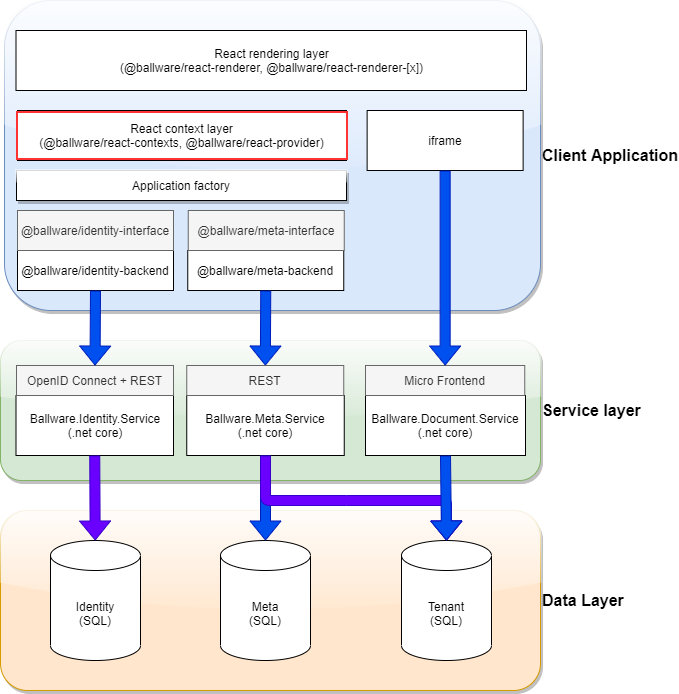 React rendering layer
(@ballware/react-renderer, @ballware/react-renderer-[x])
React context layer
(@ballware/react-contexts, @ballware/react-provider)
iframe
Client Application
Application factory
@ballware/identity-interface
@ballware/meta-interface
@ballware/identity-backend
@ballware/meta-backend
OpenID Connect + REST
REST
Micro Frontend
Ballware.Identity.Service
(.net core)
Ballware.Meta.Service
(.net core)
Ballware.Document.Service
(.net core)
Service layer
Identity
(SQL)
Meta
(SQL)
Tenant
(SQL)
Data Layer